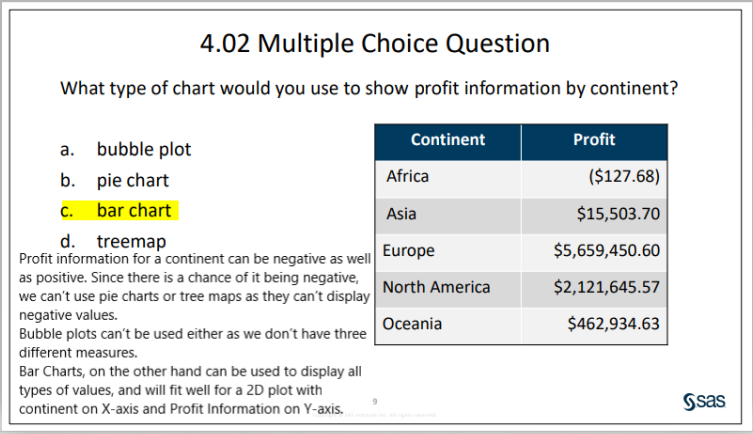 4.02 Multiple Choice Question
What type of chart would you use to show profit information by continent?
a. bubble plot
b. pie chart
c. bar chart
d. treemap
Profit information for a continent can be negative as well
as positive. Since there is a chance of it being negative,
we can't use pie charts or tree maps as they can't display
negative values.
Bubble plots can't be used either as we don't have three
different measures.
Bar Charts, on the other hand can be used to display all
types of values, and will fit well for a 2D plot with
continent on X-axis and Profit Information on Y-axis.
Continent Profit
Africa ($127.68)
Asia $15,503.70
Europe $5,659,450.60
North America $2,121,645.57
Oceania $462,934.63
9
sas